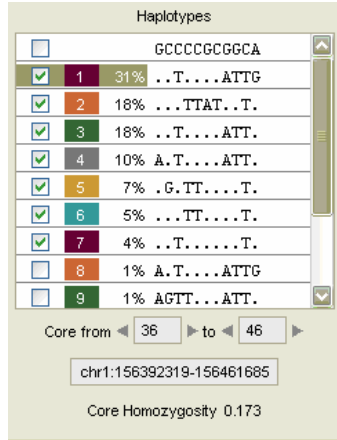 Haplotypes
GCCCCGCGGCA
1 31% ..T....ATTG
2 18% ...TTAT..T.
3 18% ..T....ATT.
4 10% A.T....ATT.
5 7% .G.TT....T.
6 5% ...TT....T.
7 4% ..T......T.
8 1% A.T....ATTG
9 1% AGTT...ATT.
Core from 36 to 46
chr1:156392319-156461685
Core Homozygosity 0.173